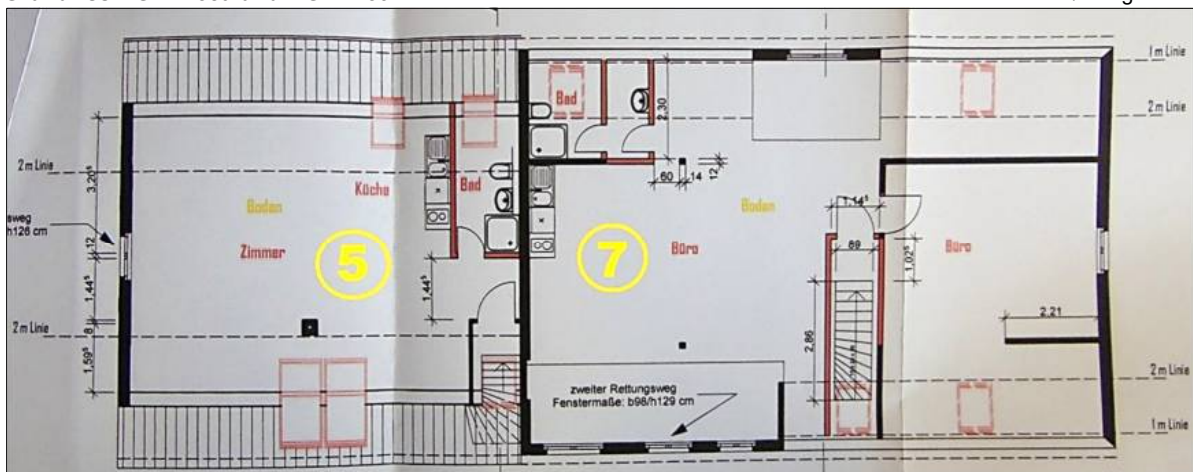 1 m Linie
Bad
2 m Linie
2,30
2 m Linie
3,20⁵
Küche
Bad
60
14
12
Boden
Boden
1,14⁵
sweg
h126 cm
Zimmer
5
7
Büro
69
Büro
12
1,02⁵
1,44⁵
1,44⁵
2 m Linie
8
2,21
2,86
1,59⁵
zweiter Rettungsweg
Fenstermaße: b98/h129 cm
2 m Linie
1 m Linie